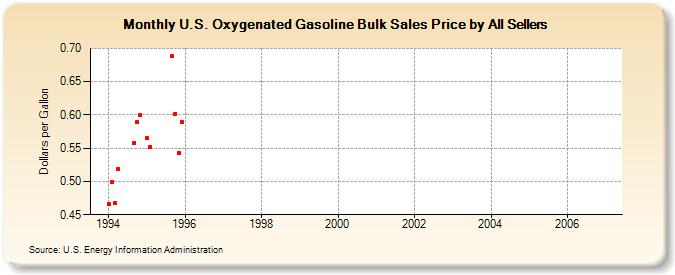 Monthly U.S. Oxygenated Gasoline Bulk Sales Price by All Sellers
Dollars per Gallon
0.70
0.65
0.60
0.55
0.50
0.45
1994 1996 1998 2000 2002 2004 2006
Source: U.S. Energy Information Administration